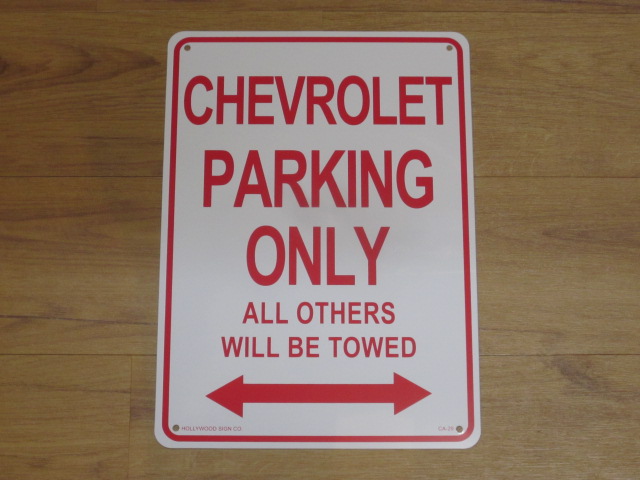 CHEVROLET
PARKING
ONLY
ALL OTHERS
WILL BE TOWED
HOLLYWOOD SIGN CO.